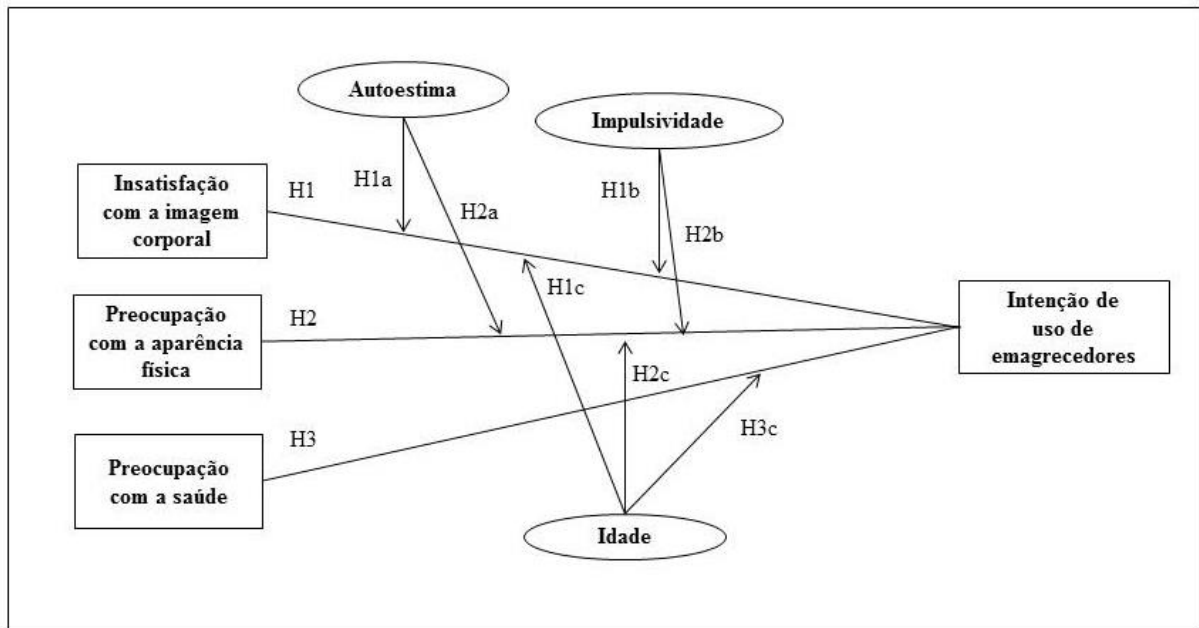 Autoestima
Impulsividade
Insatisfação
com a imagem
corporal
H1
H1a
H2a
H1b
H2b
H1c
Preocupação
com a aparência
física
H2
Intenção de
uso de
emagrecedores
H2c
H3c
Preocupação
com a saúde
H3
Idade